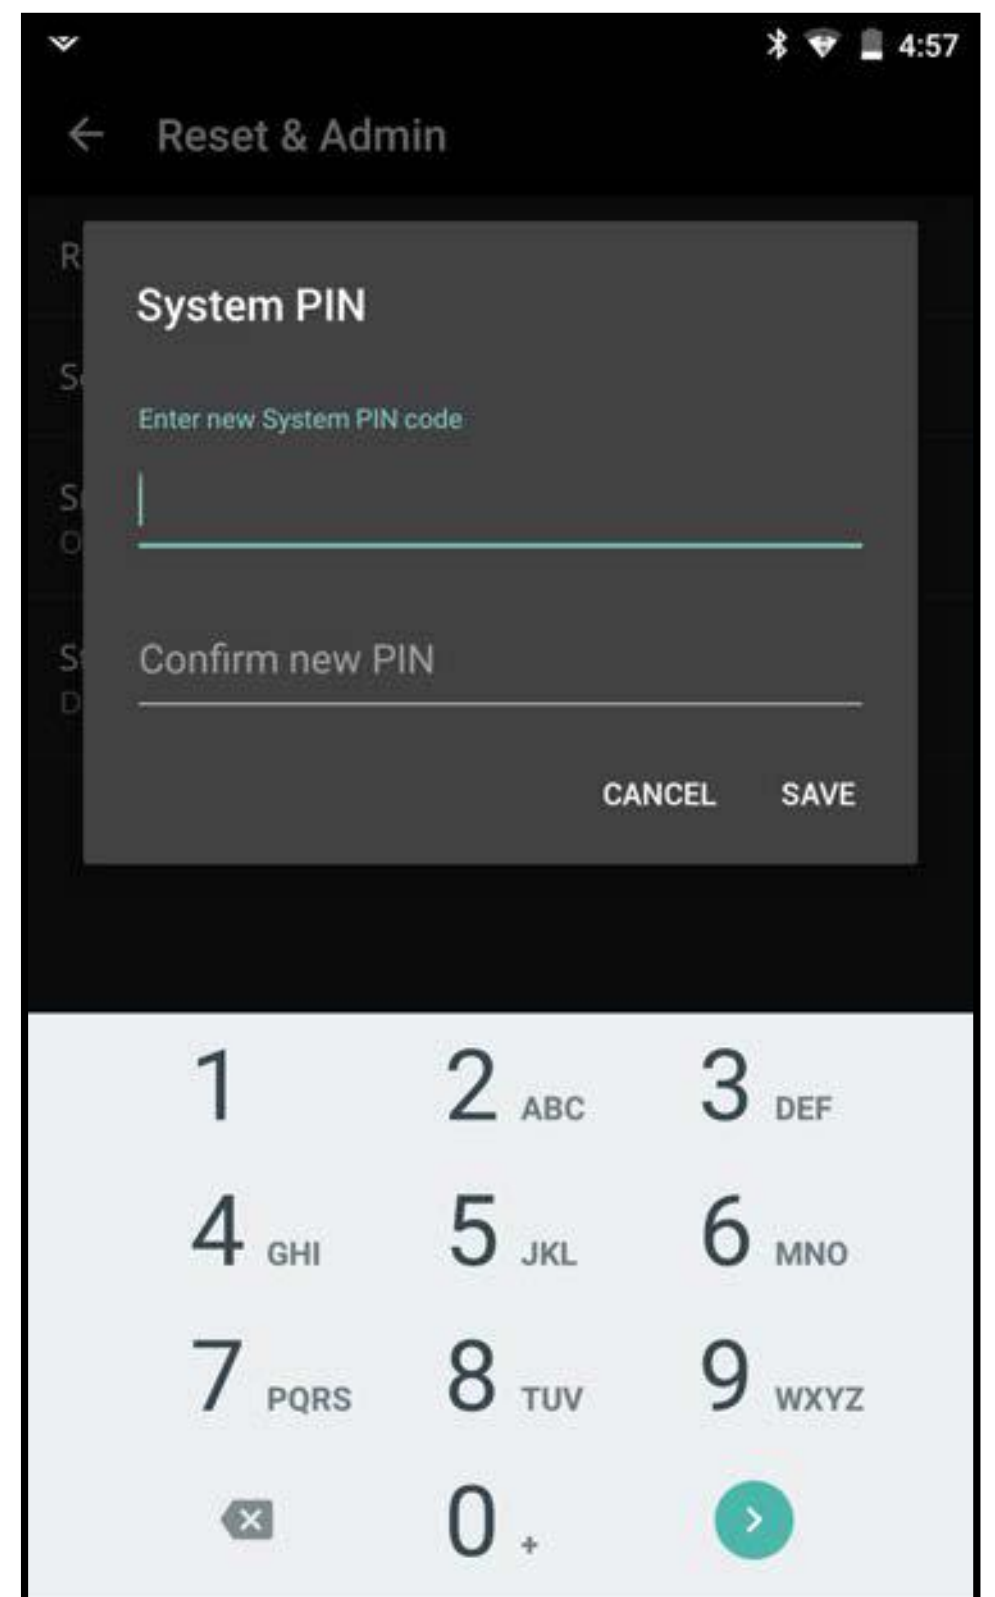 4:57
Reset & Admin
System PIN
Enter new System PIN code
Confirm new PIN
CANCEL SAVE
1 2 ABC 3 DEF
4 GHI 5 JKL 6 MNO
7 PQRS 8 TUV 9 WXYZ
0 +